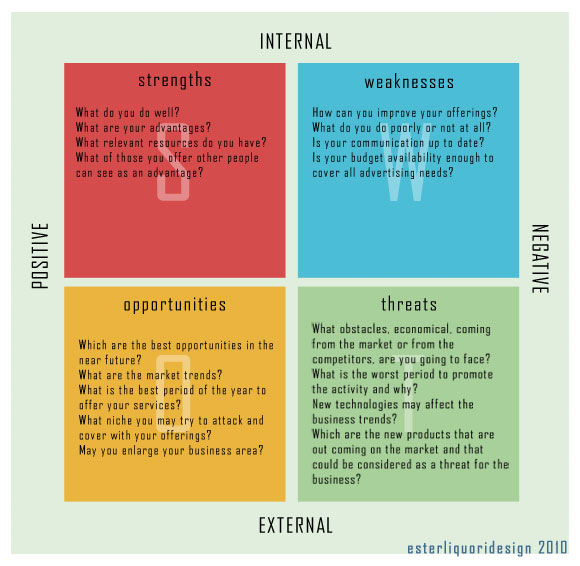 INTERNAL
strengths
S
What do you do well?
What are your advantages?
What relevant resources do you have?
What of those you offer other people
can see as an advantage?
weaknesses
W
How can you improve your offerings?
What do you do poorly or not at all?
Is your communication up to date?
Is your budget availability enough to
cover all advertising needs?
POSITIVE
NEGATIVE
opportunities
O
Which are the best opportunities in the
near future?
What are the market trends?
What is the best period of the year to
offer your services?
What niche you may try to attack and
cover with your offerings?
May you enlarge your business area?
threats
T
What obstacles, economical, coming
from the market or from the
competitors, are you going to face?
What is the worst period to promote
the activity and why?
New technologies may affect the
business trends?
Which are the new products that are
out coming on the market and that
could be considered as a threat for the
business?
EXTERNAL
esterliquoridesign 2010